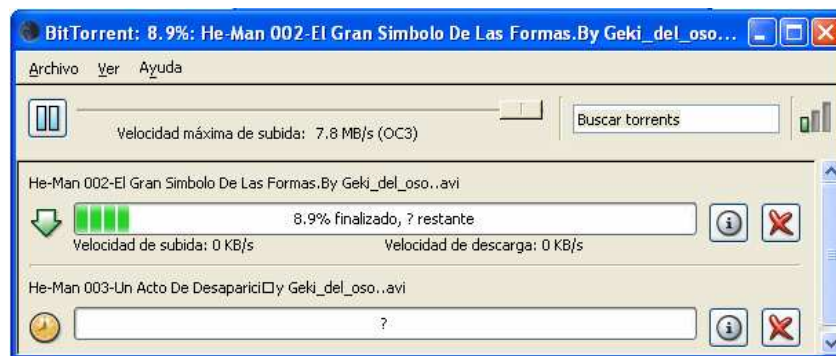 BitTorrent: 8.9%: He-Man 002-El Gran Simbolo De Las Formas.By Geki_del_oso...
Archivo Ver Ayuda
Velocidad máxima de subida: 7.8 MB/s (OC3)
Buscar torrents
He-Man 002-El Gran Simbolo De Las Formas.By Geki_del_oso..avi
8.9% finalizado, ? restante
Velocidad de subida: 0 KB/s Velocidad de descarga: 0 KB/s
He-Man 003-Un Acto De Desaparici□y Geki_del_oso..avi
?